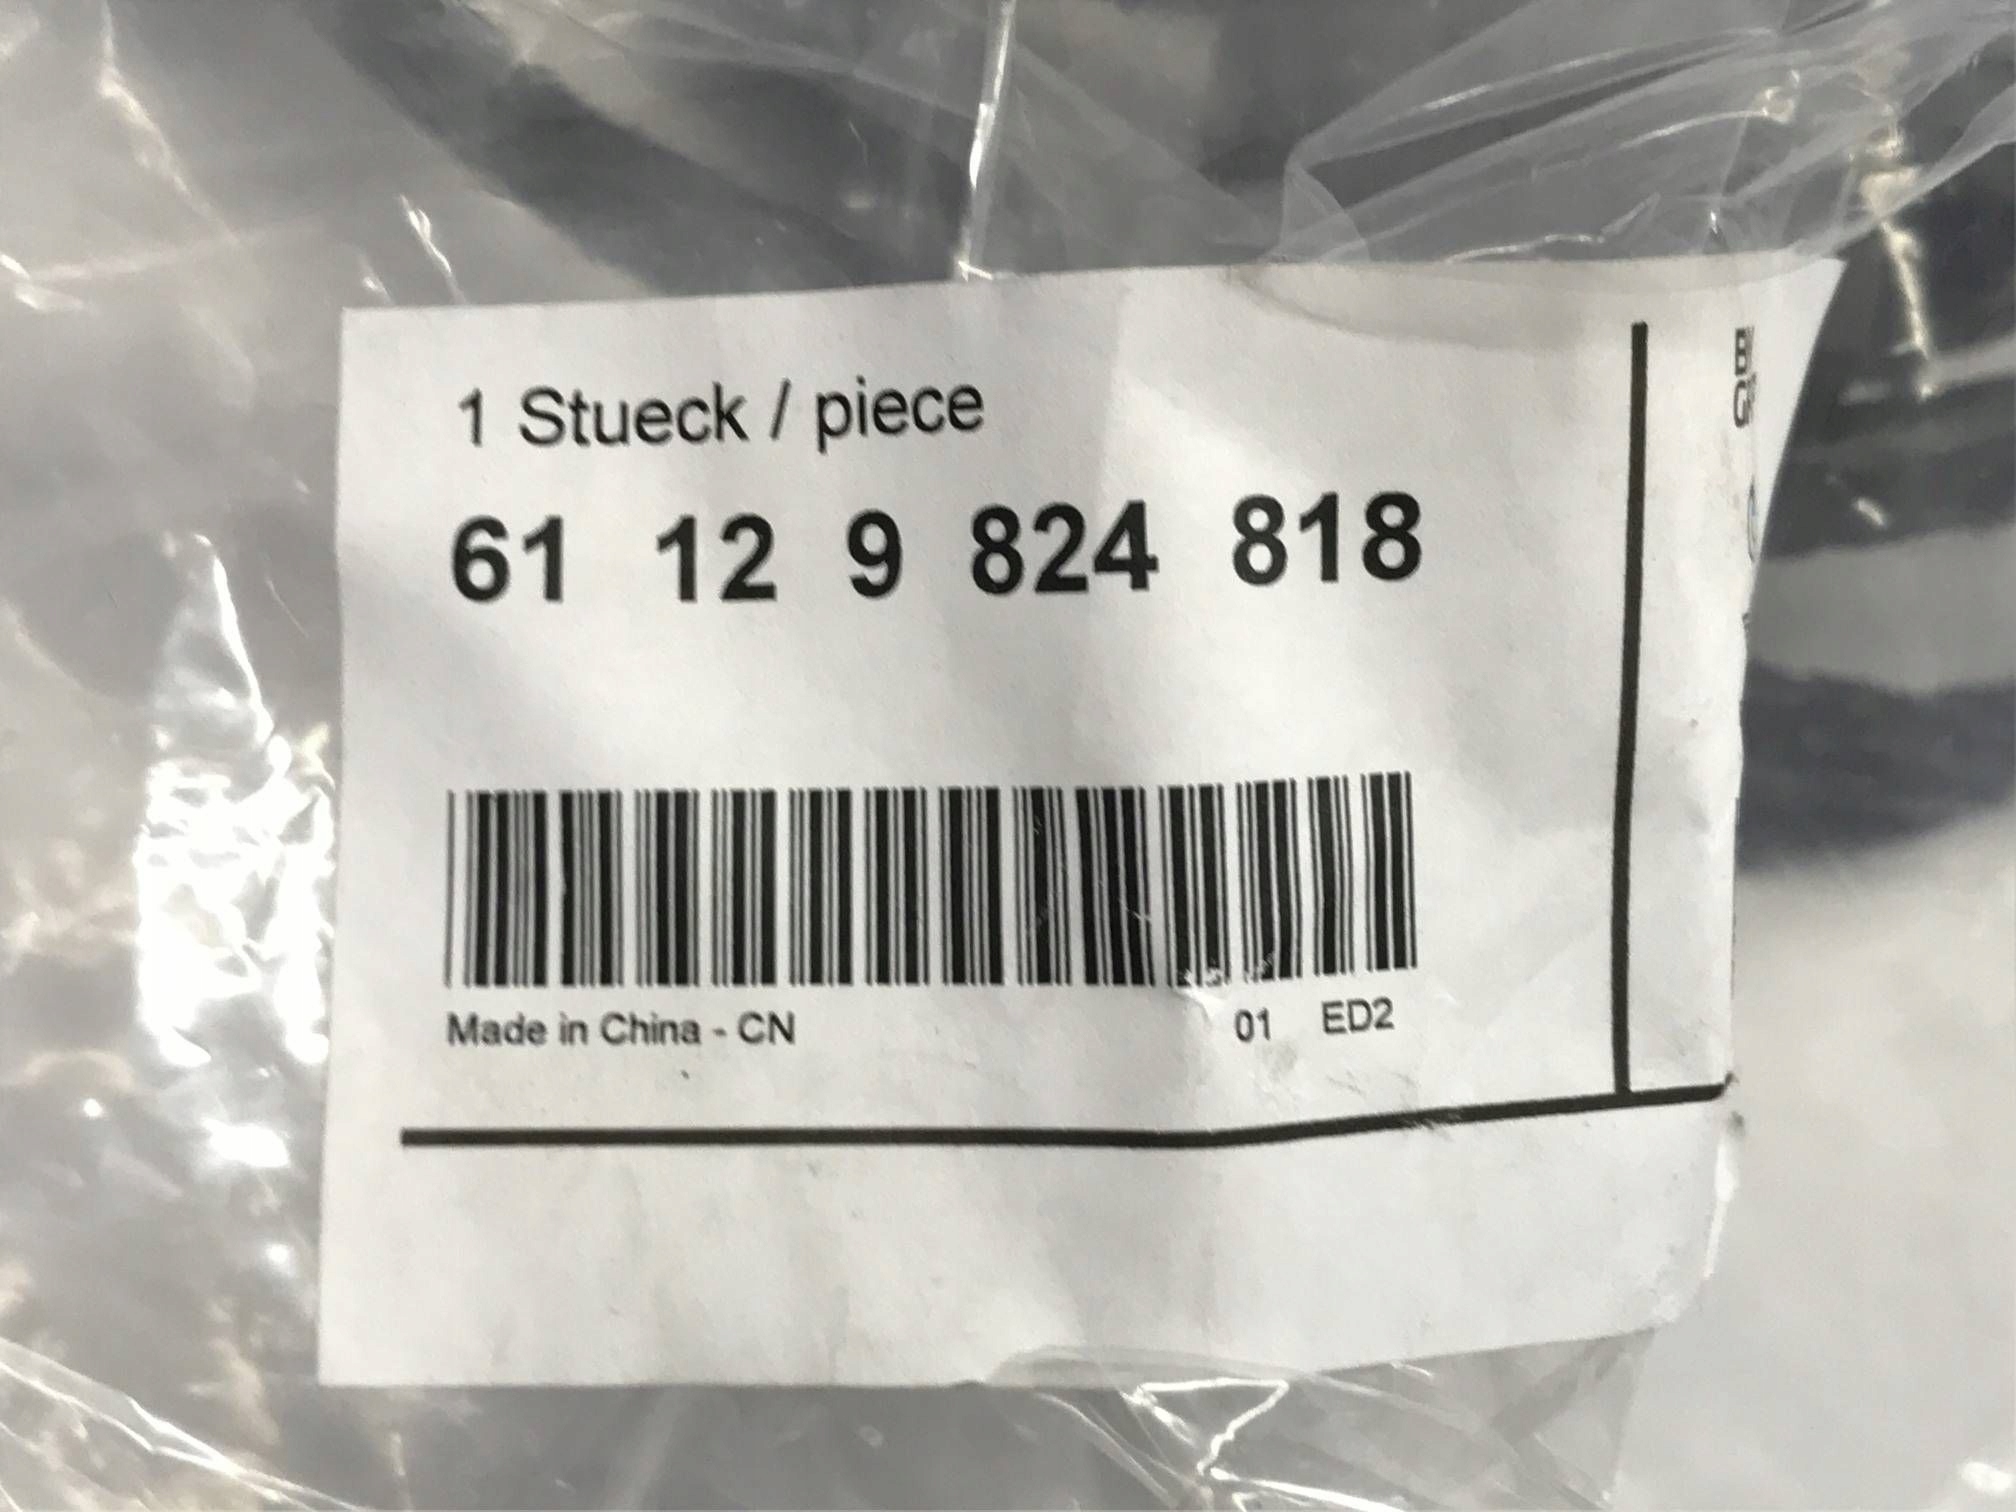 1 Stueck / piece
61 12 9 824 818
Made in China - CN
01 ED2